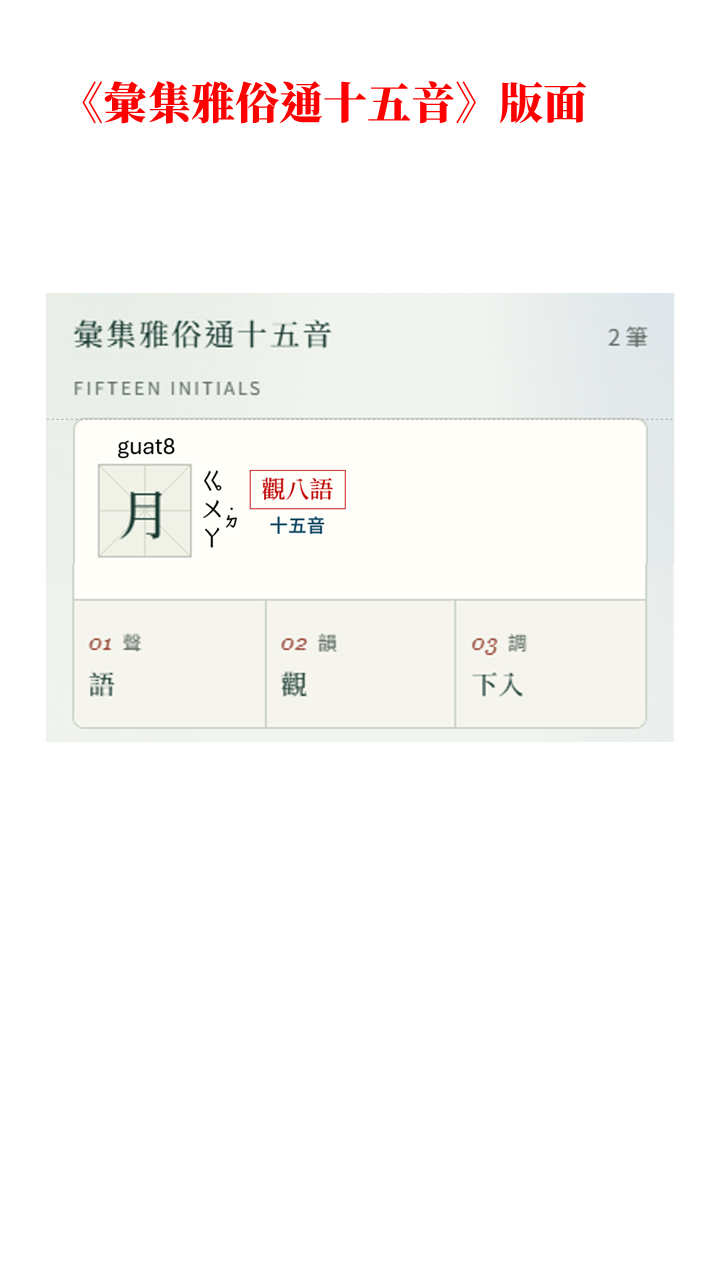 《彙集雅俗通十五音》版面
彙集雅俗通十五音
2 筆
FIFTEEN INITIALS
guat8
月
ㆣㄨㄚㆵ˙
觀八語
十五音
01 聲
語
02 韻
觀
03 調
下入